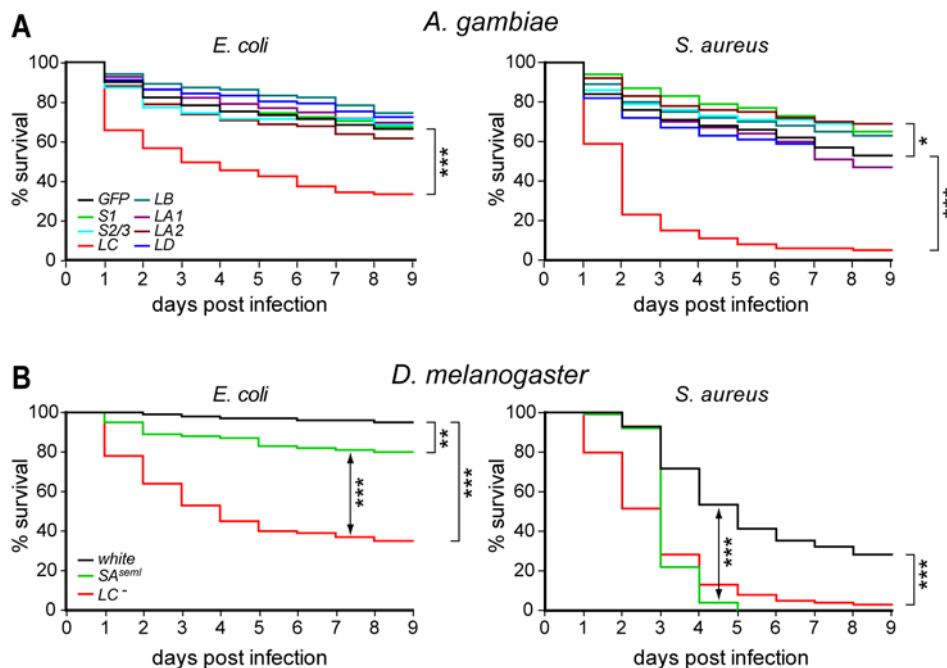 A
A. gambiae
E. coli
% survival
100
80
60
40
20
0
GFP
S1
S2/3
LC
LB
LA1
LA2
LD
***
0 1 2 3 4 5 6 7 8 9
days post infection
S. aureus
% survival
100
80
60
40
20
0
*
***
0 1 2 3 4 5 6 7 8 9
days post infection
B
D. melanogaster
E. coli
% survival
100
80
60
40
20
0
white
SAseml
LC-
***
**
***
0 1 2 3 4 5 6 7 8 9
days post infection
S. aureus
% survival
100
80
60
40
20
0
***
***
0 1 2 3 4 5 6 7 8 9
days post infection